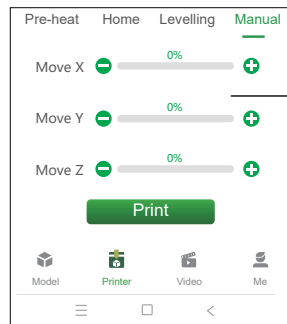 Pre-heat Home Levelling Manual
0%
Move X
0%
Move Y
0%
Move Z
Print
Model Printer Video Me